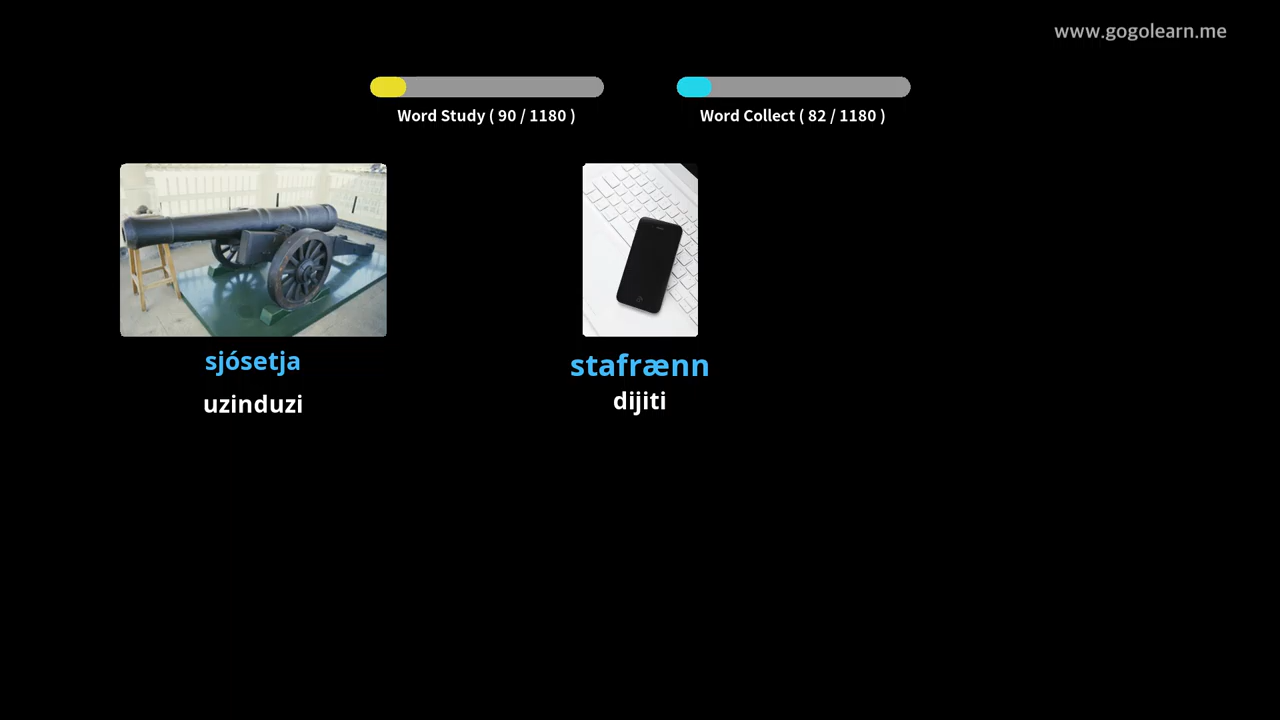 www.gogolearn.me
Word Study ( 90 / 1180 )
Word Collect ( 82 / 1180 )
sjósetja
uzinduzi
stafrænn
dijiti